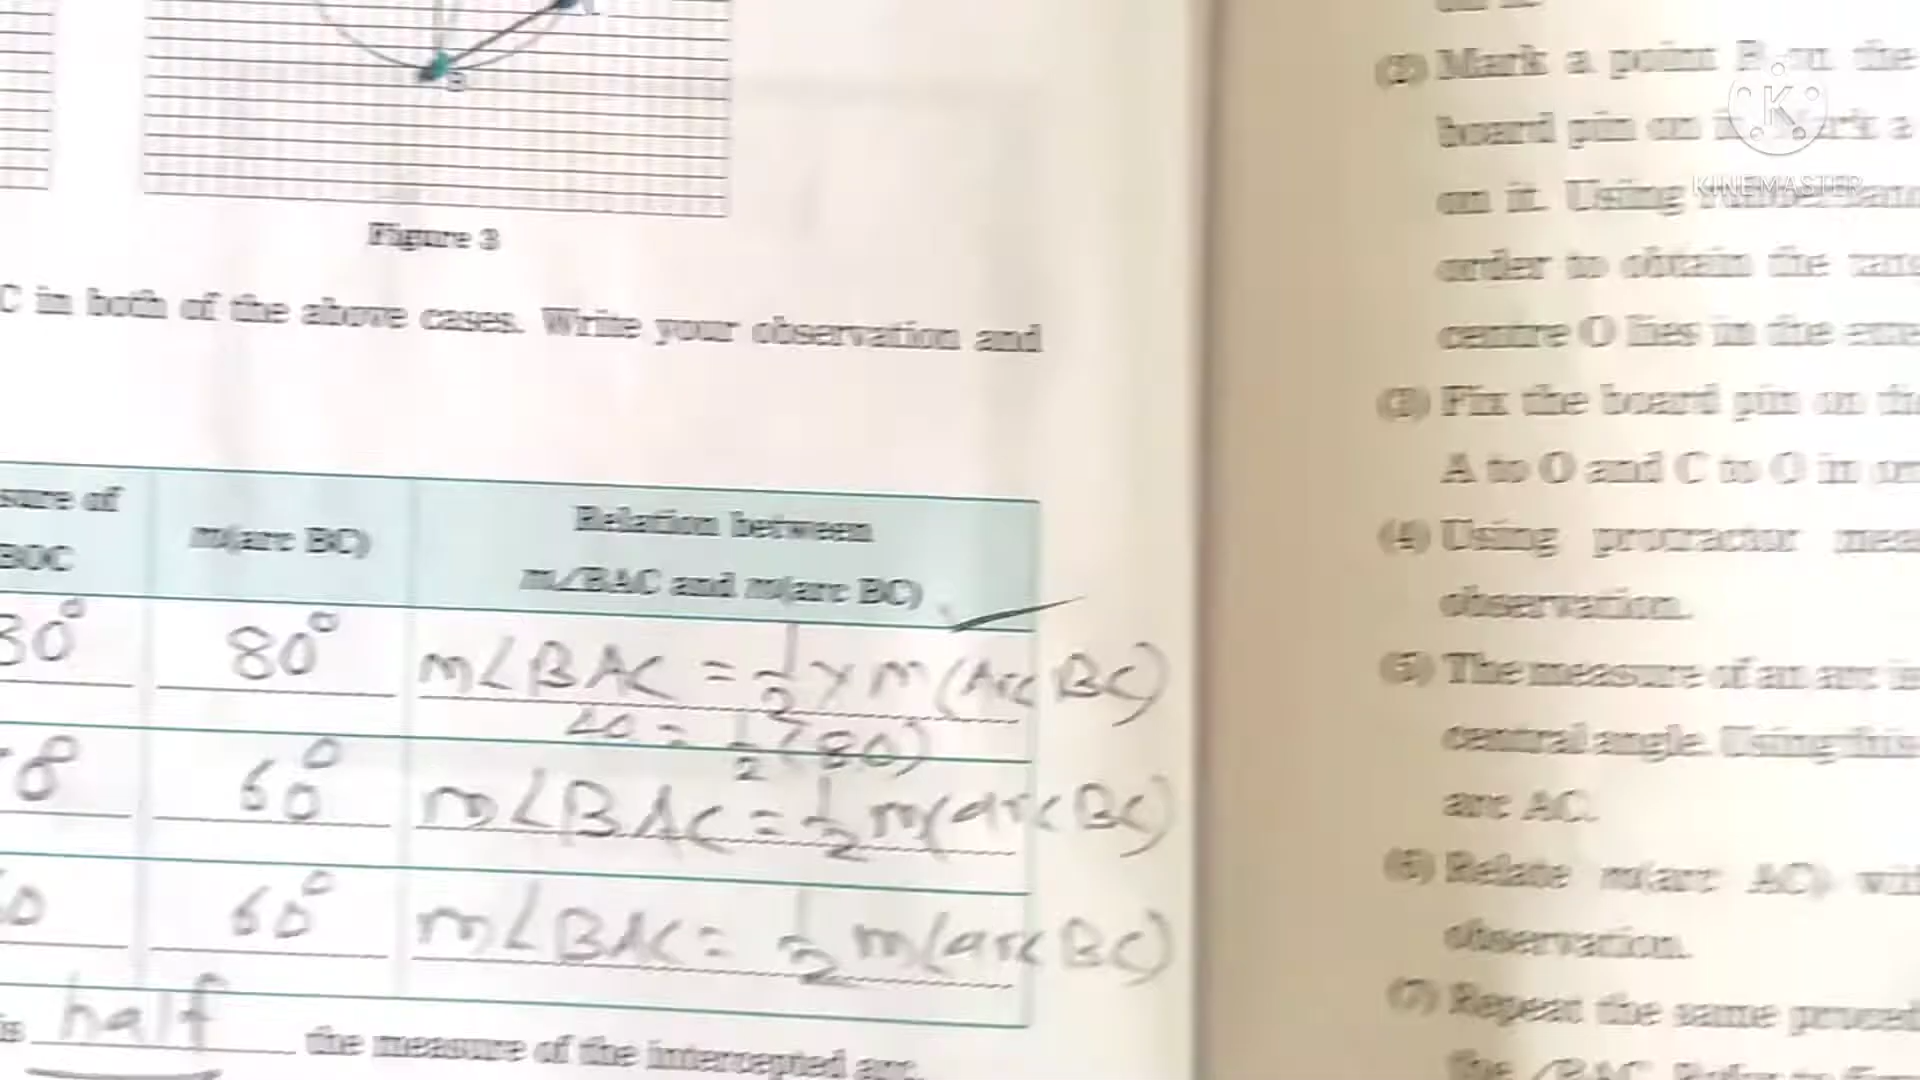 B
Figure 3
C in both of the above cases. Write your observation and
sure of
BOC
m(arc BC)
Relation between
m∠BAC and m(arc BC)
80° 80° m∠BAC = 1/2 × m(Arc BC)
40 = 1/2 (80)
60° m∠BAC = 1/2 m(arc BC)
60° m∠BAC = 1/2 m(arc BC)
is half the measure of the intercepted arc.
(2) Mark a point B on the
board pin on it. Mark a
on it. Using rubber
order to obtain the
centre O lies in the
(3) Fix the board pin on
A to O and C to O in
(4) Using protractor
observation.
(5) The measure of an arc is
central angle. Using this
arc AC.
(6) Relate m(arc AC)
observation.
(7) Repeat the same
the ∠BAC.
KINEMASTER